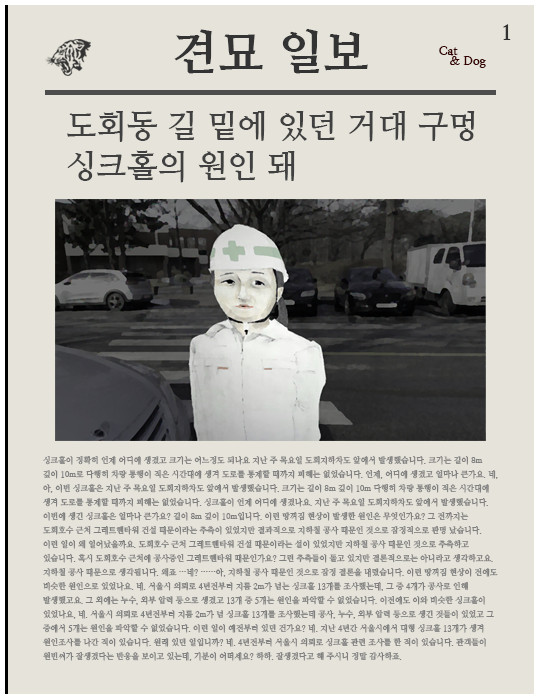 1
견묘 일보
Cat
& Dog
도회동 길 밑에 있던 거대 구멍
싱크홀의 원인 돼
싱크홀이 정확히 언제 어디에 생겼고 크기는 어느정도 되나요 지난 주 목요일 도회지하차도 앞에서 발생했습니다. 크기는 길이 8m
깊이 10m로 다행히 차량 통행이 적은 시간대에 생겨 도로를 통제할 때까지 피해는 없었습니다. 언제, 어디에 생겼고 얼마나 큰가요. 네,
아, 이번 싱크홀은 지난 주 목요일 도회지하차도 앞에서 발생했습니다. 크기는 길이 8m 깊이 10m 다행히 차량 통행이 적은 시간대에
생겨 도로를 통제할 때까지 피해는 없었습니다. 싱크홀이 언제 어디에 생겼나요. 지난 주 목요일 도회지하차도 앞에서 발생했습니다.
이번에 생긴 싱크홀은 얼마나 큰가요? 길이 8m 깊이 10m입니다. 이런 땅꺼짐 현상이 발생한 원인은 무엇인가요? 그 전까지는
도회호수 근처 그레트헨타워 건설 때문이라는 추측이 있었지만 결과적으로 지하철 공사 때문인 것으로 잠정적으로 판명 났습니다.
이런 일이 왜 일어났을까요. 도회호수 근처 그레트헨타워 건설 때문이라는 설이 있었지만 지하철 공사 때문인 것으로 추측하고
있습니다. 혹시 도회호수 근처에 공사중인 그레트헨타워 때문인가요? 그런 추측들이 돌고 있지만 결론적으로는 아니라고 생각하고요.
지하철 공사 때문으로 생각됩니다. 왜죠 …네? ……아, 지하철 공사 때문인 것으로 잠정 결론을 내렸습니다. 이런 땅꺼짐 현상이 전에도
비슷한 원인으로 있었나요. 네. 서울시 의뢰로 4년전부터 지름 2m가 넘는 싱크홀 13개를 조사했는데, 그 중 4개가 공사로 인해
발생했고요. 그 외에는 누수, 외부 압력 등으로 생겼고 13개 중 5개는 원인을 파악할 수 없었습니다. 이전에도 이와 비슷한 싱크홀이
있었나요. 네. 서울시 의뢰로 4년전부터 지름 2m가 넘 싱크홀 13개를 조사했는데 공사, 누수, 외부 압력 등으로 생긴 것들이 있었고 그
중에서 5개는 원인을 파악할 수 없었습니다. 이런 일이 예전부터 있던 건가요? 네. 지난 4년간 서울시에서 대형 싱크홀 13개가 생겨
원인조사를 나간 적이 있습니다. 원래 있던 일입니까? 네. 4년전부터 서울시 의뢰로 싱크홀 관련 조사를 한 적이 있습니다. 관객들이
원빈여가 잘생겼다는 반응을 보이고 있는데, 기분이 어떠세요? 하하. 잘생겼다고 해 주시니 정말 감사하죠.